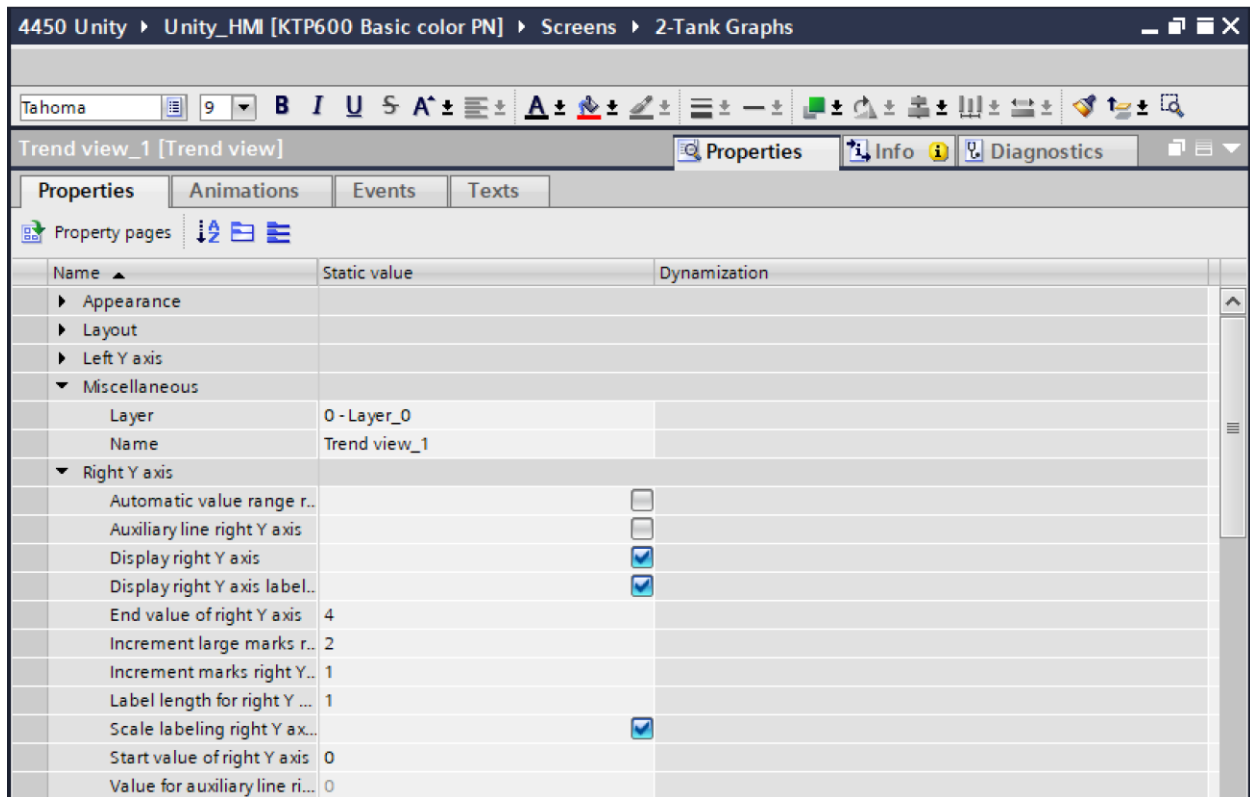 4450 Unity ▸ Unity_HMI [KTP600 Basic color PN] ▸ Screens ▸ 2-Tank Graphs
Tahoma 9 B I U S A A
Trend view_1 [Trend view] Properties Info Diagnostics
Properties Animations Events Texts
Property pages
Name Static value Dynamization
Appearance
Layout
Left Y axis
Miscellaneous
Layer 0 - Layer_0
Name Trend view_1
Right Y axis
Automatic value range r..
Auxiliary line right Y axis
Display right Y axis
Display right Y axis label..
End value of right Y axis 4
Increment large marks r.. 2
Increment marks right Y.. 1
Label length for right Y ... 1
Scale labeling right Y ax...
Start value of right Y axis 0
Value for auxiliary line ri... 0